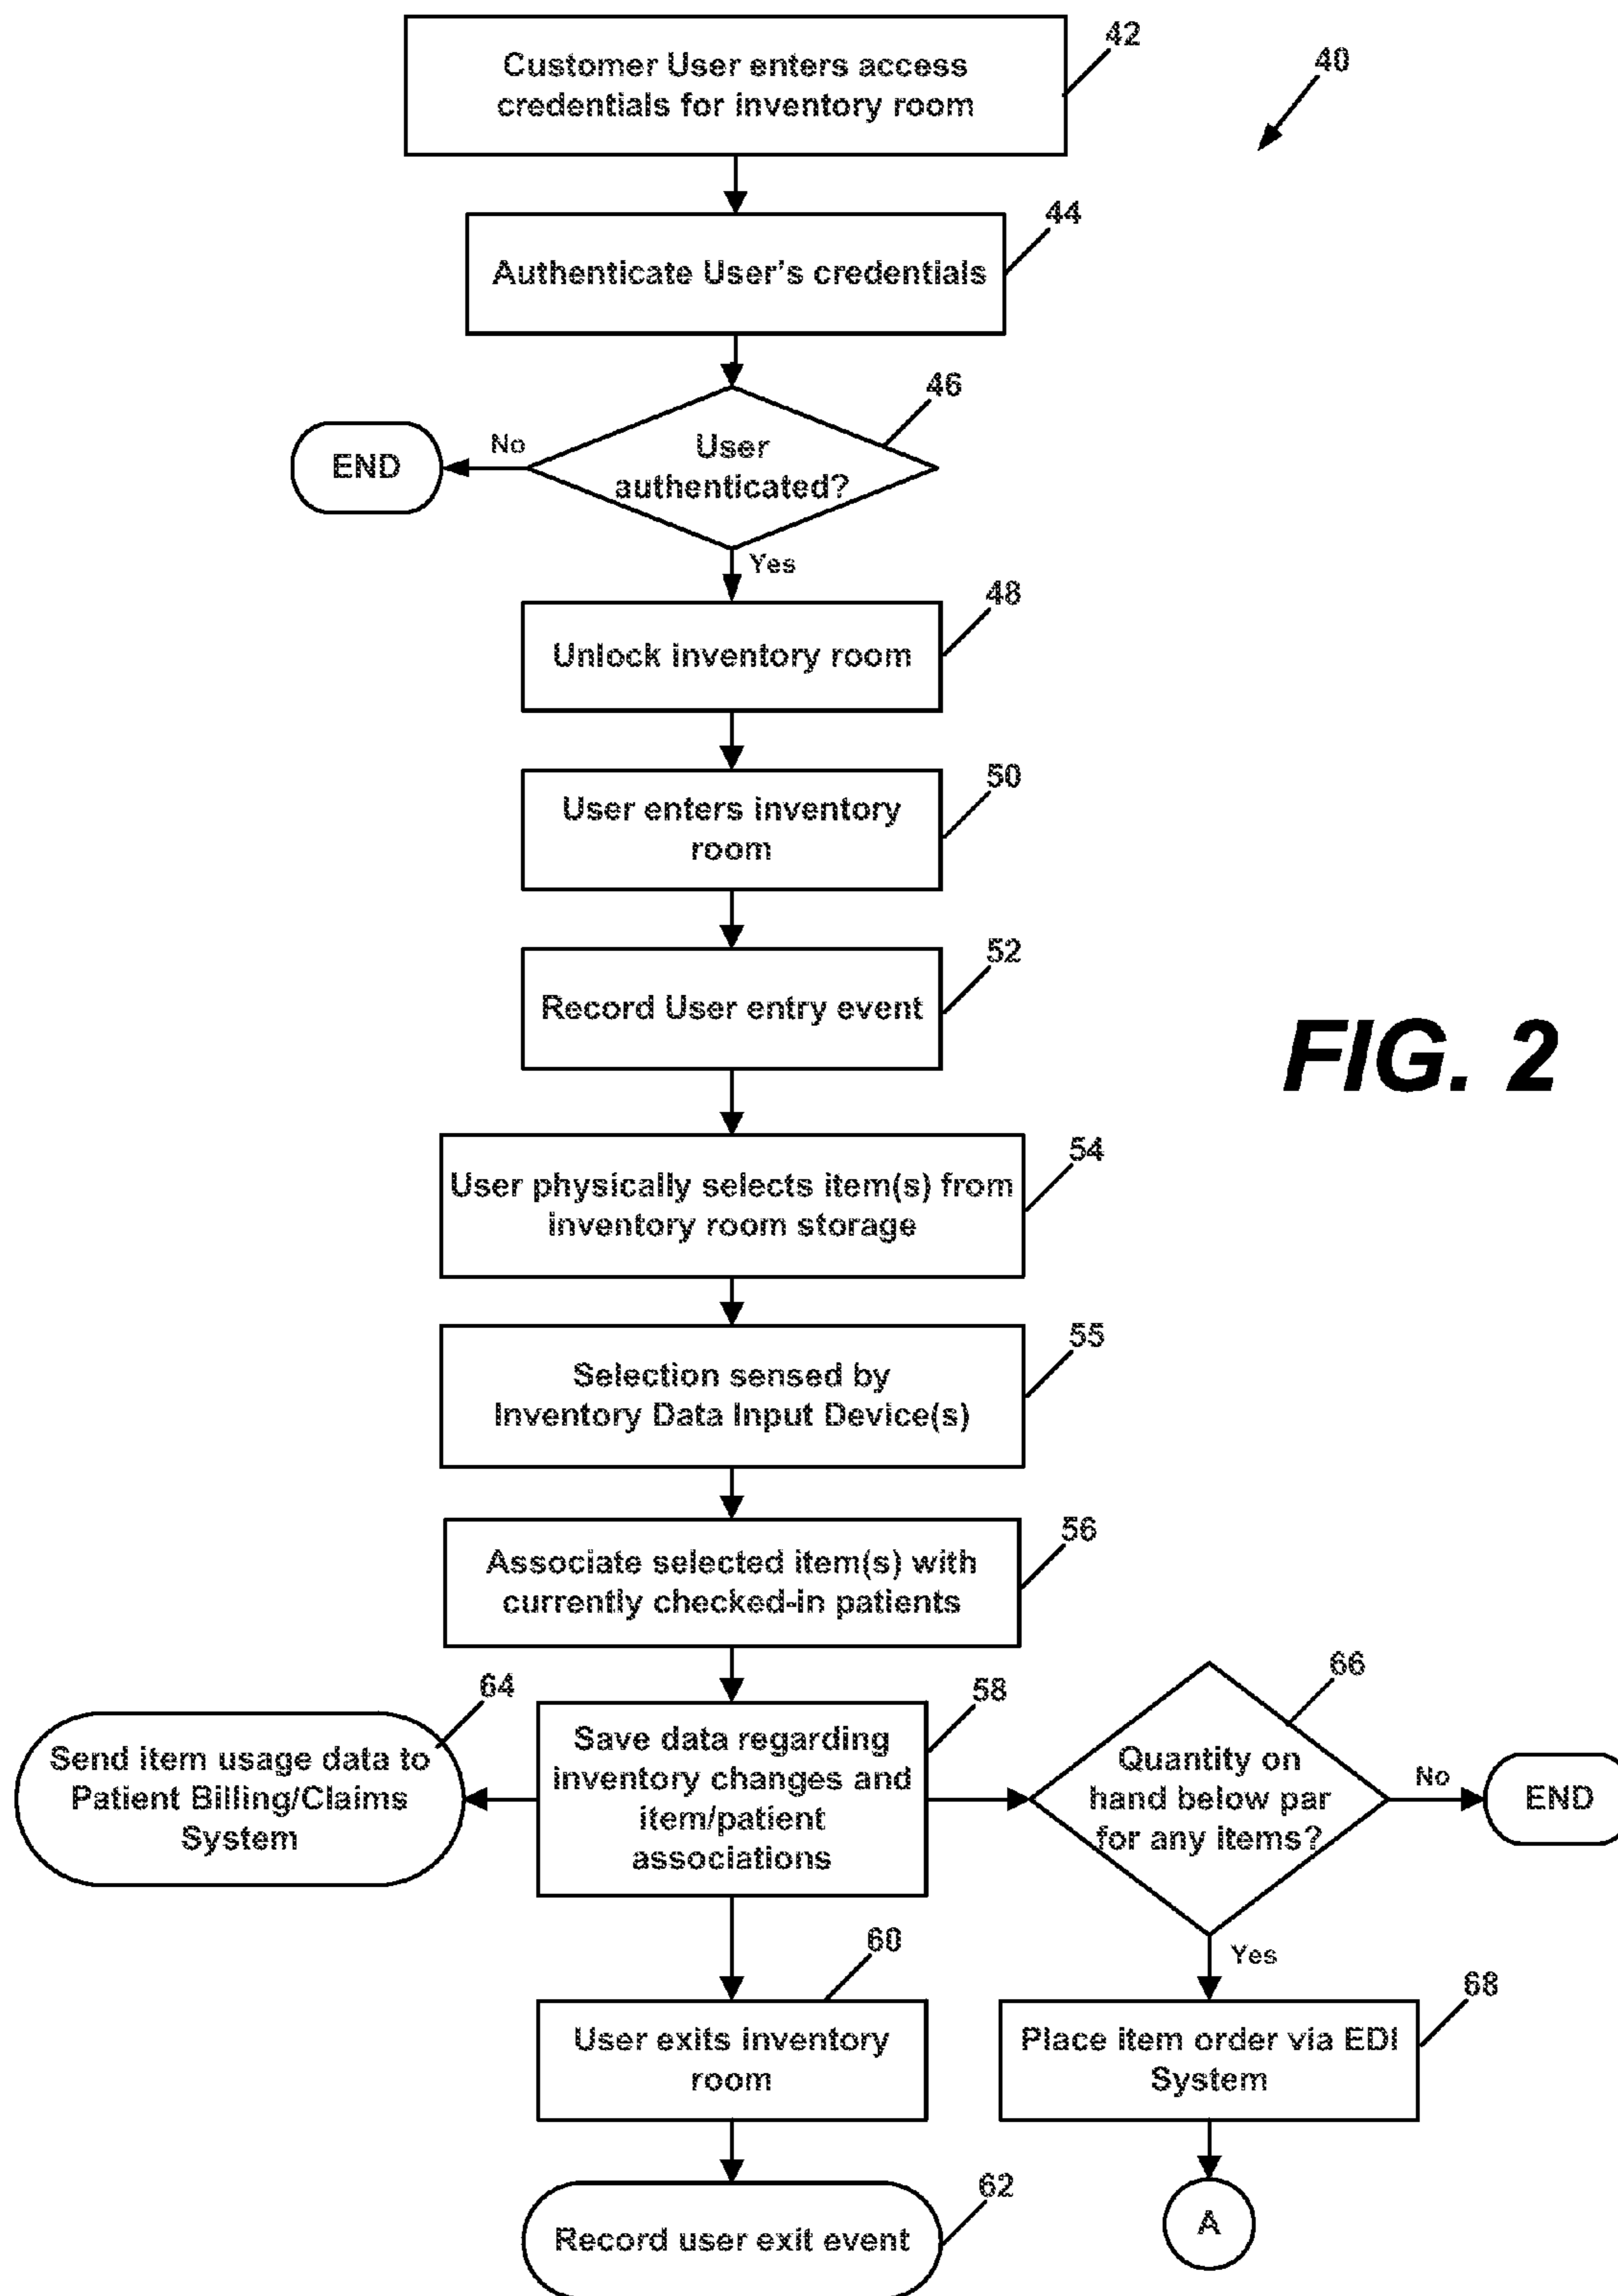 42
Customer User enters access
credentials for inventory room
40
44
Authenticate User's credentials
46
User
authenticated?
No
END
Yes
48
Unlock inventory room
50
User enters inventory
room
52
Record User entry event
FIG. 2
54
User physically selects item(s) from
inventory room storage
55
Selection sensed by
Inventory Data Input Device(s)
56
Associate selected item(s) with
currently checked-in patients
64
Send item usage data to
Patient Billing/Claims
System
58
Save data regarding
inventory changes and
item/patient
associations
66
Quantity on
hand below par
for any items?
No
END
Yes
60
User exits inventory
room
68
Place item order via EDI
System
62
Record user exit event
A